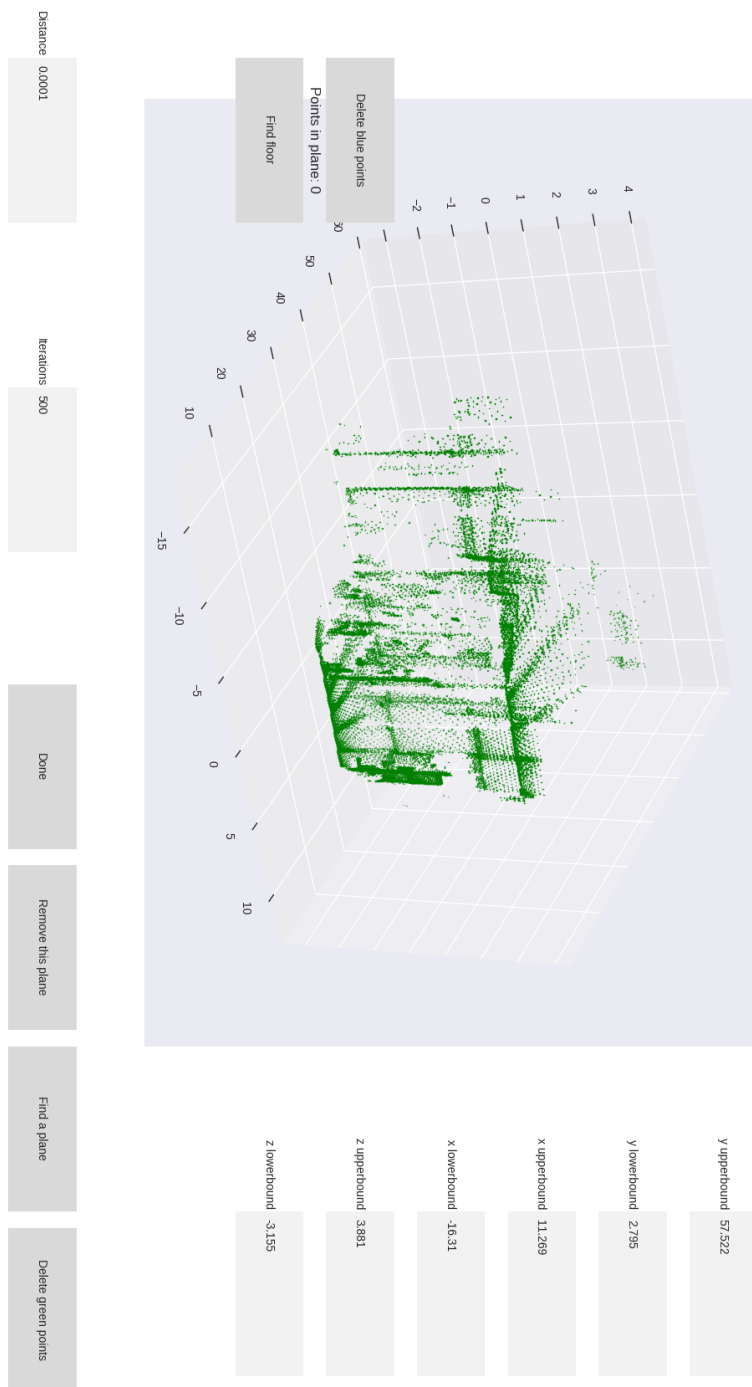 y upperbound 57.522
y lowerbound 2.795
x upperbound 11.269
x lowerbound -16.31
z upperbound 3.881
z lowerbound -3.155
4
3
2
1
0
−1
−2
Delete blue points
Points in plane: 0
Find floor
50
40
30
20
10
−15
−10
−5
0
5
10
Distance 0.0001
Iterations 500
Done
Remove this plane
Find a plane
Delete green points